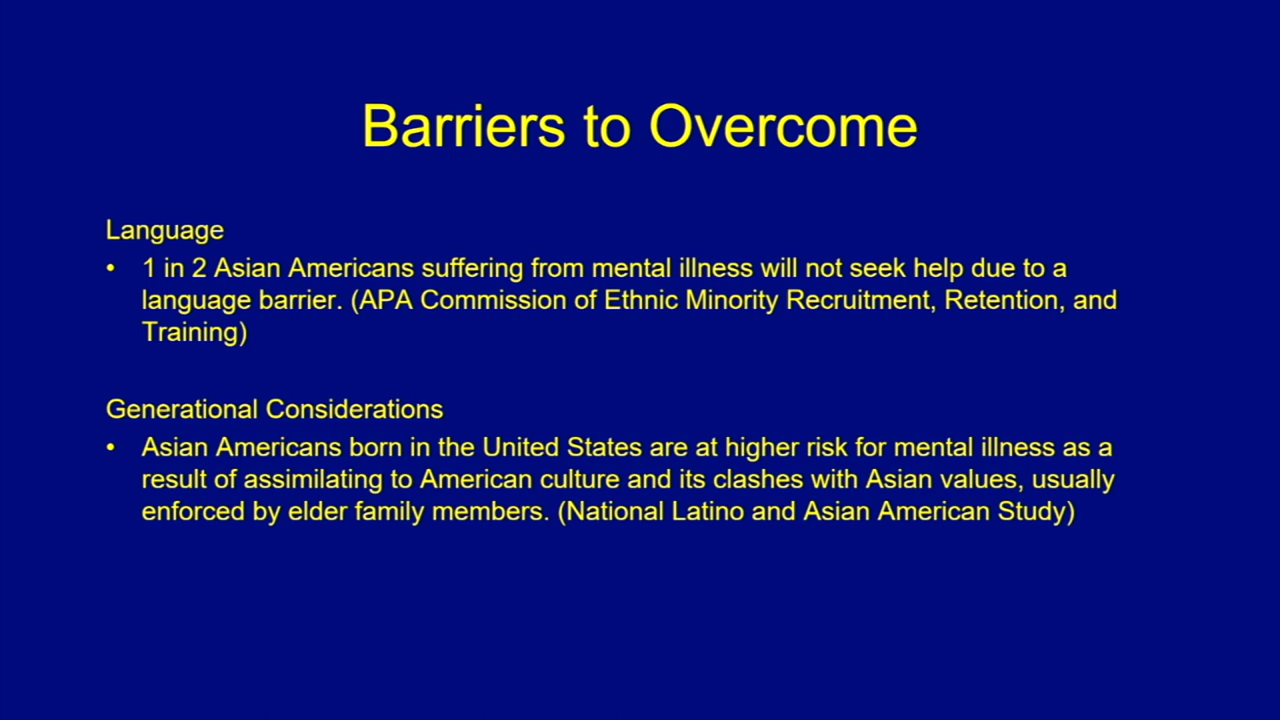 Barriers to Overcome
Language
• 1 in 2 Asian Americans suffering from mental illness will not seek help due to a
language barrier. (APA Commission of Ethnic Minority Recruitment, Retention, and
Training)
Generational Considerations
• Asian Americans born in the United States are at higher risk for mental illness as a
result of assimilating to American culture and its clashes with Asian values, usually
enforced by elder family members. (National Latino and Asian American Study)